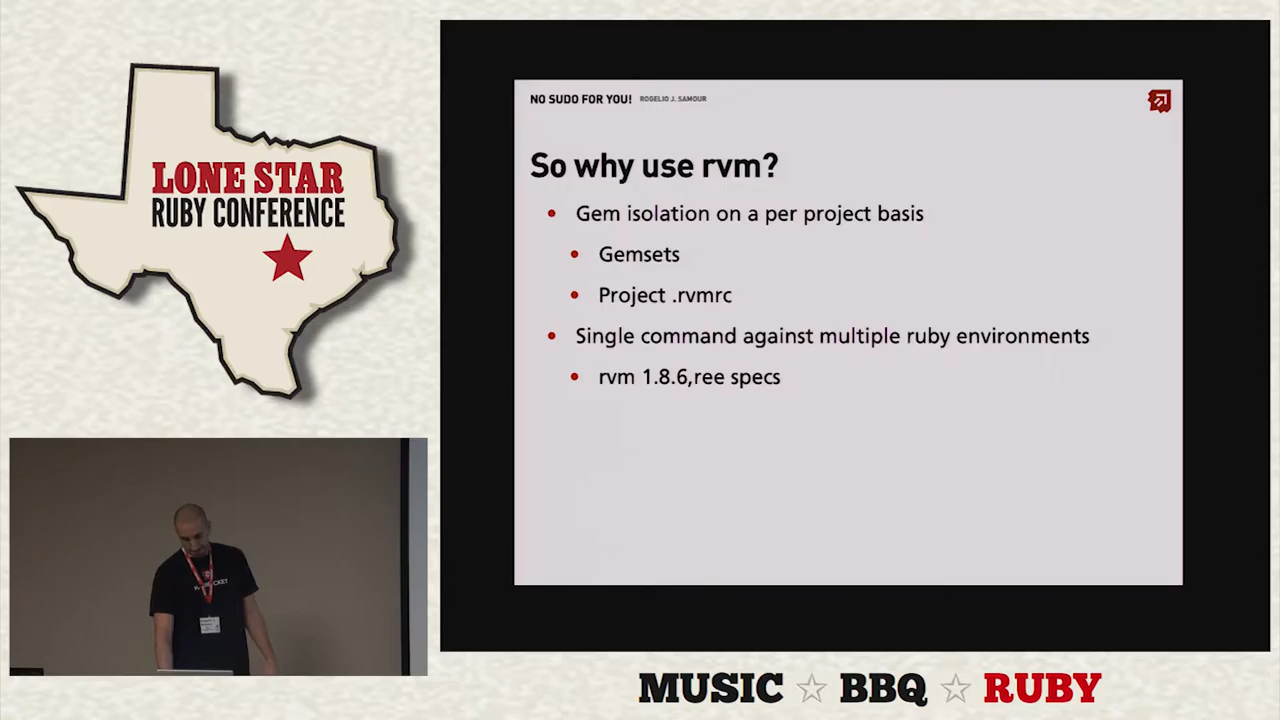 LONE STAR
RUBY CONFERENCE
NO SUDO FOR YOU! ROGELIO J. SAMOUR
So why use rvm?
• Gem isolation on a per project basis
• Gemsets
• Project .rvmrc
• Single command against multiple ruby environments
• rvm 1.8.6,ree specs
MUSIC ☆ BBQ ☆ RUBY